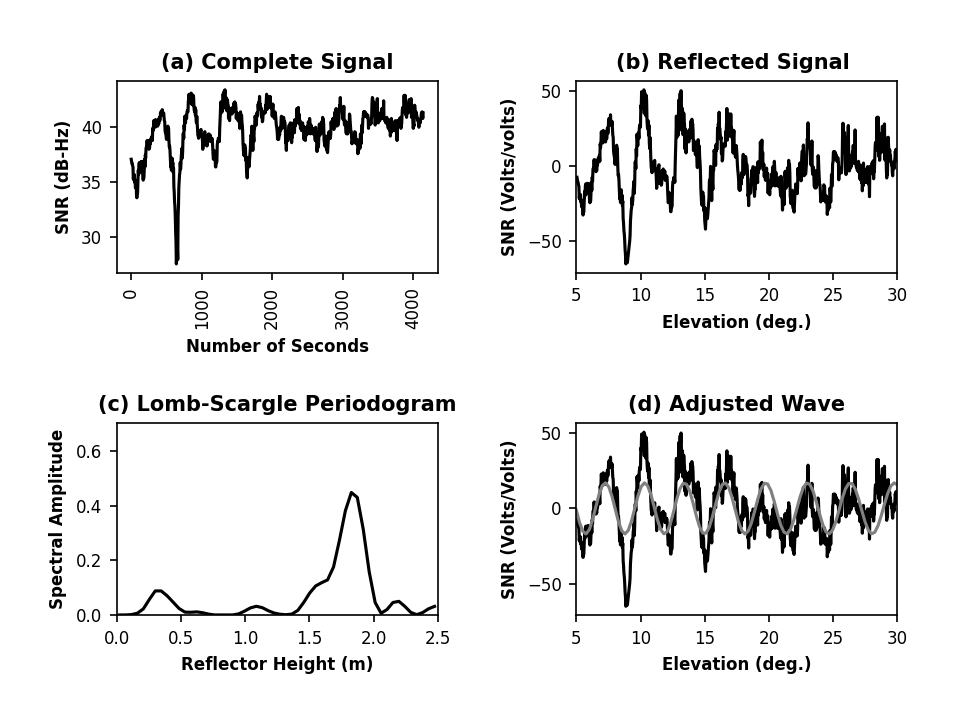 (a) Complete Signal
SNR (dB-Hz)
40
35
30
0
1000
2000
3000
4000
Number of Seconds
(b) Reflected Signal
SNR (Volts/volts)
50
0
−50
5 10 15 20 25 30
Elevation (deg.)
(c) Lomb-Scargle Periodogram
Spectral Amplitude
0.6
0.4
0.2
0.0
0.0 0.5 1.0 1.5 2.0 2.5
Reflector Height (m)
(d) Adjusted Wave
SNR (Volts/Volts)
50
0
−50
5 10 15 20 25 30
Elevation (deg.)